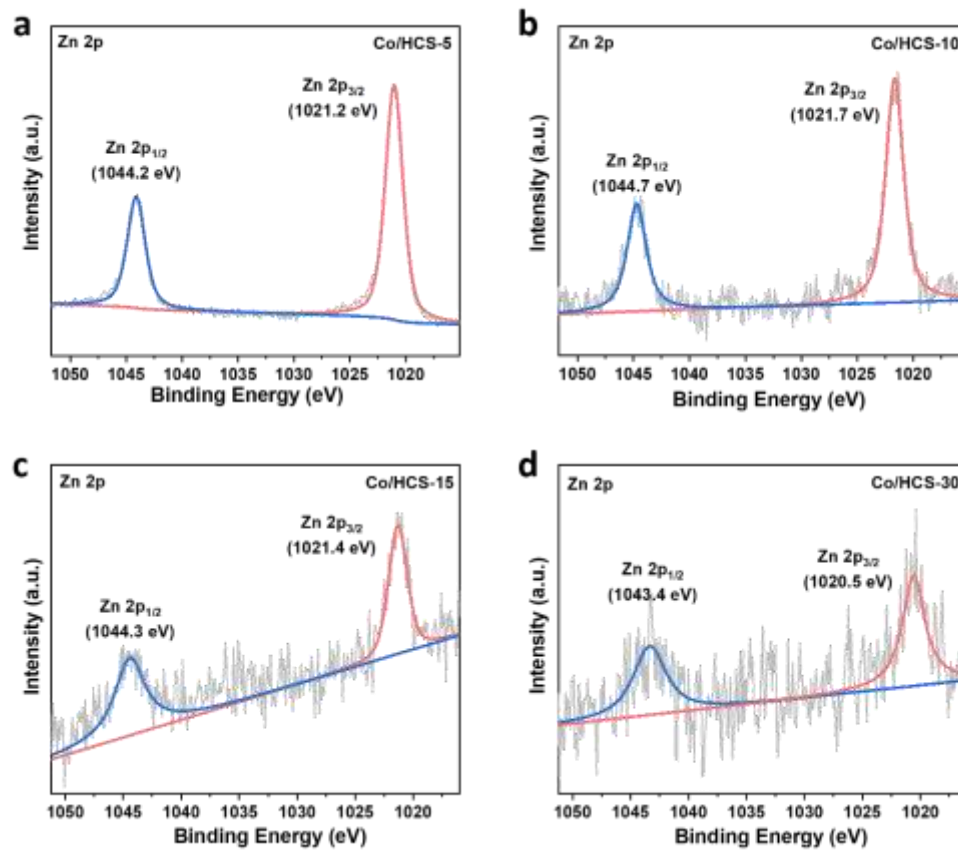 a
Zn 2p
Co/HCS-5
Zn 2p3/2
(1021.2 eV)
Zn 2p1/2
(1044.2 eV)
Intensity (a.u.)
1050 1045 1040 1035 1030 1025 1020
Binding Energy (eV)
b
Zn 2p
Co/HCS-10
Zn 2p3/2
(1021.7 eV)
Zn 2p1/2
(1044.7 eV)
Intensity (a.u.)
1050 1045 1040 1035 1030 1025 1020
Binding Energy (eV)
c
Zn 2p
Co/HCS-15
Zn 2p3/2
(1021.4 eV)
Zn 2p1/2
(1044.3 eV)
Intensity (a.u.)
1050 1045 1040 1035 1030 1025 1020
Binding Energy (eV)
d
Zn 2p
Co/HCS-30
Zn 2p3/2
(1020.5 eV)
Zn 2p1/2
(1043.4 eV)
Intensity (a.u.)
1050 1045 1040 1035 1030 1025 1020
Binding Energy (eV)